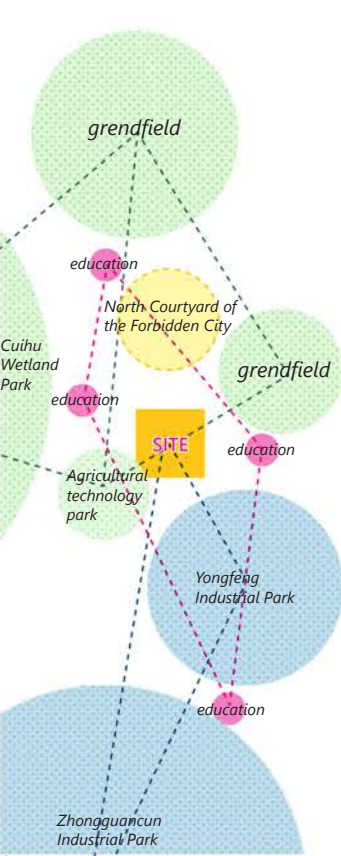 grendfield
education
North Courtyard of
the Forbidden City
Cuihu
Wetland
Park
grendfield
education
SITE
education
Agricultural
technology
park
Yongfeng
Industrial Park
education
Zhongguancun
Industrial Park